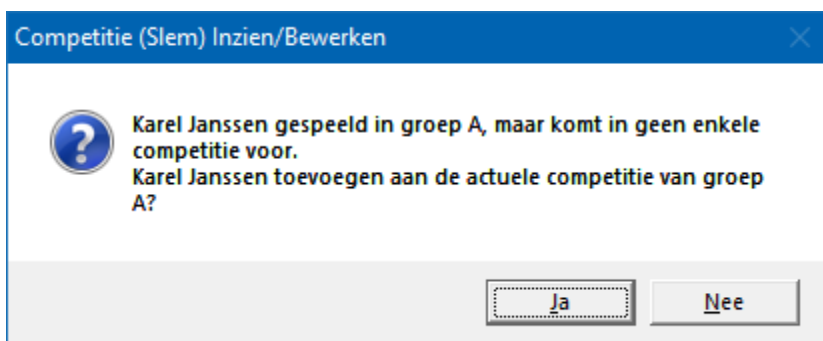 Competitie (Slem) Inzien/Bewerken
Karel Janssen gespeeld in groep A, maar komt in geen enkele
competitie voor.
Karel Janssen toevoegen aan de actuele competitie van groep
A?
Ja
Nee